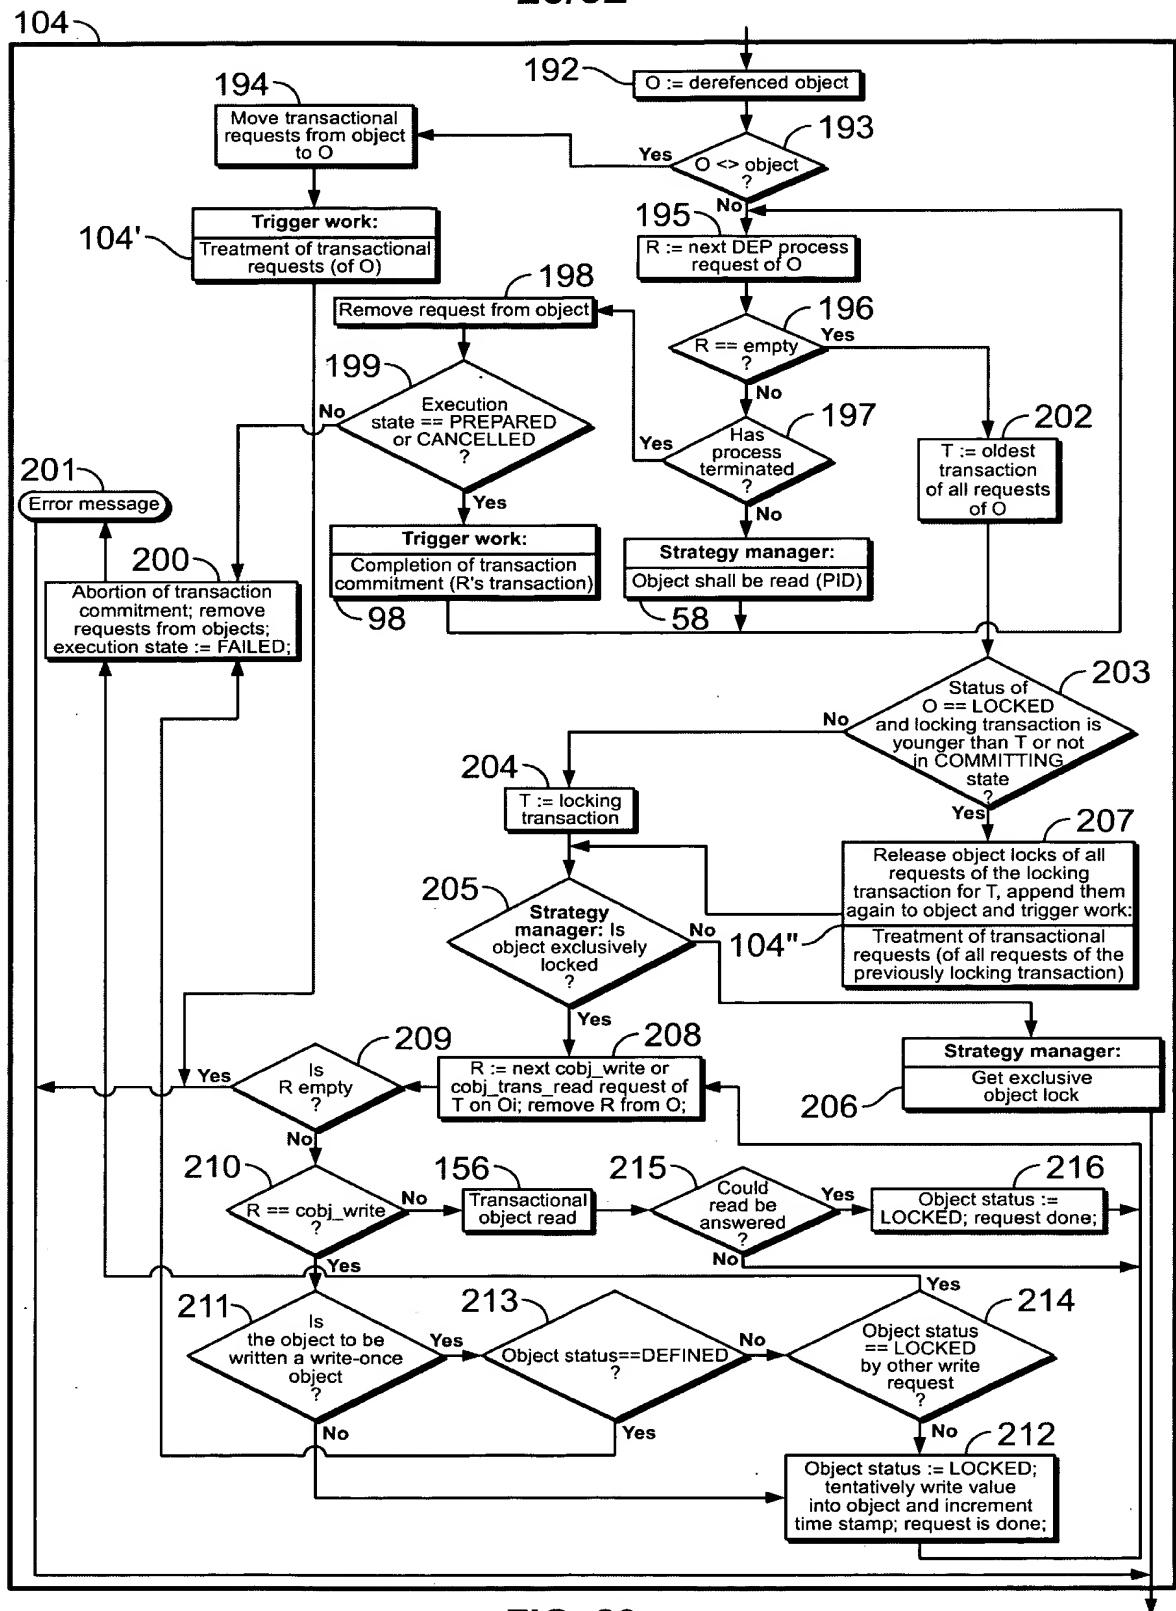 104
192
O := derefenced object
194
Move transactional
requests from object
to O
193
Yes
O <> object
?
No
Trigger work:
104'
Treatment of transactional
requests (of O)
195
R := next DEP process
request of O
198
Remove request from object
196
R == empty
?
Yes
No
199
Execution
state == PREPARED
or CANCELLED
?
No
Yes
197
Has
process
terminated
?
Yes
No
202
T := oldest
transaction
of all requests
of O
201
Error message
Trigger work:
Completion of transaction
commitment (R's transaction)
98
Strategy manager:
Object shall be read (PID)
58
200
Abortion of transaction
commitment; remove
requests from objects;
execution state := FAILED;
203
Status of
O == LOCKED
and locking transaction is
younger than T or not
in COMMITTING
state
?
No
Yes
204
T := locking
transaction
207
Release object locks of all
requests of the locking
transaction for T, append them
again to object and trigger work:
104"
Treatment of transactional
requests (of all requests of the
previously locking transaction)
205
Strategy
manager: Is
object exclusively
locked
?
No
Yes
Strategy manager:
Get exclusive
object lock
206
209
Is
R empty
?
Yes
No
208
R := next cobj_write or
cobj_trans_read request of
T on Oi; remove R from O;
210
R == cobj_write
?
No
Yes
156
Transactional
object read
215
Could
read be
answered
?
Yes
No
216
Object status :=
LOCKED; request done;
211
Is
the object to be
written a write-once
object
?
Yes
No
213
Object status==DEFINED
?
No
Yes
214
Object status
== LOCKED
by other write
request
?
Yes
No
212
Object status := LOCKED;
tentatively write value
into object and increment
time stamp; request is done;